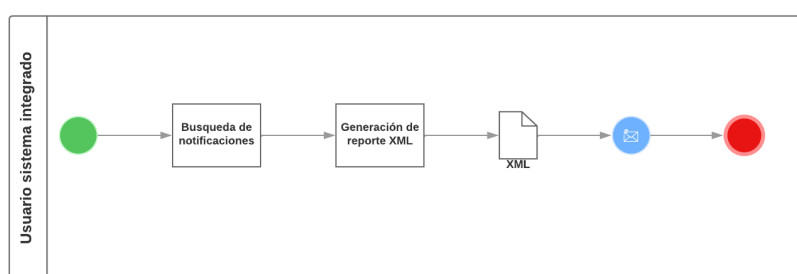 Usuario sistema integrado
Busqueda de
notificaciones
Generación de
reporte XML
XML